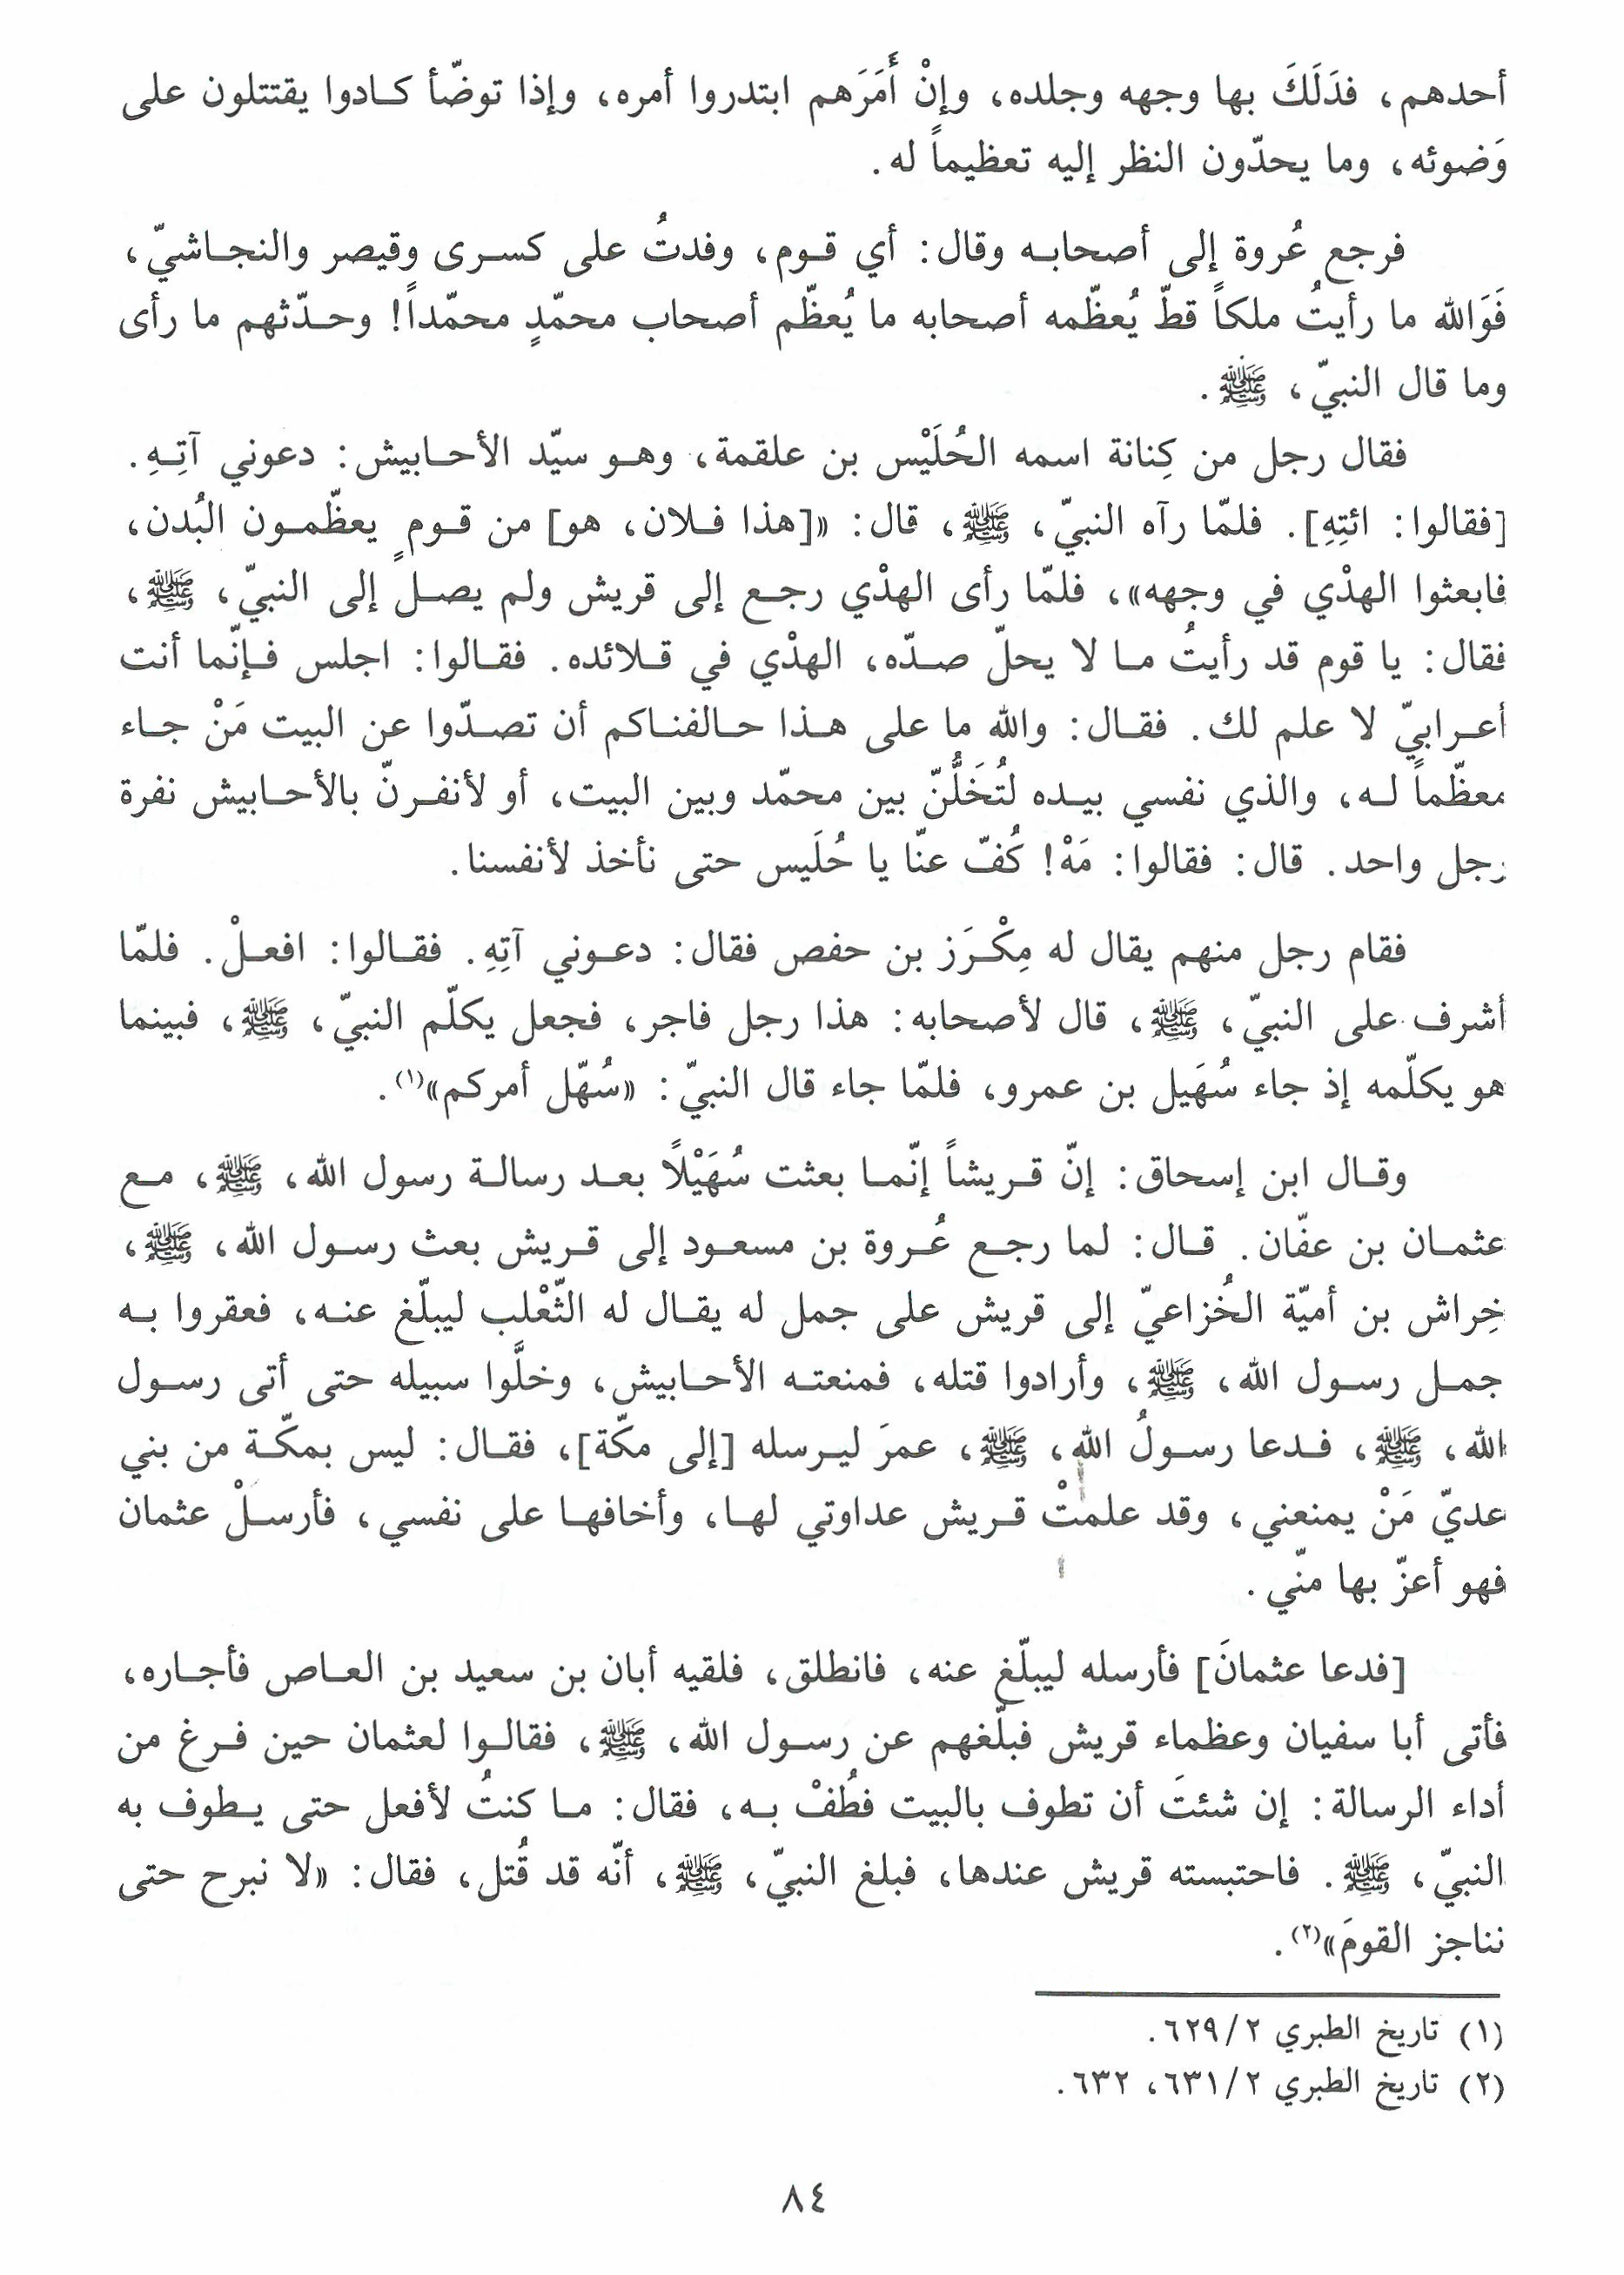 أحدهم، فدَلَكَ بها وجهه وجلده، وإنْ أَمَرَهم ابتدروا أمره، وإذا توضّأ كادوا يقتتلون على
وَضوئه، وما يحدّون النظر إليه تعظيماً له.
فرجع عُروة إلى أصحابه وقال: أي قوم، وفدتُ على كسرى وقيصر والنجاشيّ،
فَوَالله ما رأيتُ ملكاً قطّ يُعظّمه أصحابه ما يُعظّم أصحاب محمّدٍ محمّداً! وحدّثهم ما رأى
وما قال النبيّ، ﷺ.
فقال رجل من كِنانة اسمه الحُلَيْس بن علقمة، وهو سيّد الأحابيش: دعوني آتِهِ.
[فقالوا: ائتِهِ]. فلمّا رآه النبيّ، ﷺ، قال: «[هذا فلان، هو] من قومٍ يعظّمون البُدن،
فابعثوا الهدْي في وجهه»، فلمّا رأى الهدْي رجع إلى قريش ولم يصل إلى النبيّ، ﷺ،
فقال: يا قوم قد رأيتُ ما لا يحلّ صدّه، الهدْي في قلائده. فقالوا: اجلس فإنّما أنت
أعرابيّ لا علم لك. فقال: والله ما على هذا حالفناكم أن تصدّوا عن البيت مَنْ جاء
معظّماً له، والذي نفسي بيده لتُخَلُّنّ بين محمّد وبين البيت، أو لأنفرنّ بالأحابيش نفرة
رجل واحد. قال: فقالوا: مَهْ! كُفّ عنّا يا حُلَيس حتى نأخذ لأنفسنا.
فقام رجل منهم يقال له مِكْرَز بن حفص فقال: دعوني آتِهِ. فقالوا: افعلْ. فلمّا
أشرف على النبيّ، ﷺ، قال لأصحابه: هذا رجل فاجر، فجعل يكلّم النبيّ، ﷺ، فبينما
هو يكلّمه إذ جاء سُهَيل بن عمرو، فلمّا جاء قال النبيّ: «سُهّل أمركم»(١).
وقال ابن إسحاق: إنّ قريشاً إنّما بعثت سُهَيْلاً بعد رسالة رسول الله، ﷺ، مع
عثمان بن عفّان. قال: لما رجع عُروة بن مسعود إلى قريش بعث رسول الله، ﷺ،
خِراش بن أميّة الخُزاعيّ إلى قريش على جمل له يقال له الثّعْلب ليبلّغ عنه، فعقروا به
جمل رسول الله، ﷺ، وأرادوا قتله، فمنعته الأحابيش، وخلَّوا سبيله حتى أتى رسول
الله، ﷺ، فدعا رسولُ الله، ﷺ، عمرَ ليرسله [إلى مكّة]، فقال: ليس بمكّة من بني
عديّ مَنْ يمنعني، وقد علمتْ قريش عداوتي لها، وأخافها على نفسي، فأرسلْ عثمان
فهو أعزّ بها منّي.
[فدعا عثمانَ] فأرسله ليبلّغ عنه، فانطلق، فلقيه أبان بن سعيد بن العاص فأجاره،
فأتى أبا سفيان وعظماء قريش فبلّغهم عن رسول الله، ﷺ، فقالوا لعثمان حين فرغ من
أداء الرسالة: إن شئتَ أن تطوف بالبيت فطُفْ به، فقال: ما كنتُ لأفعل حتى يطوف به
النبيّ، ﷺ. فاحتبسته قريش عندها، فبلغ النبيّ، ﷺ، أنّه قد قُتل، فقال: «لا نبرح حتى
نناجز القومَ»(٢).
(١) تاريخ الطبري ٢/٦٢٩.
(٢) تاريخ الطبري ٢/٦٣١، ٦٣٢.
٨٤